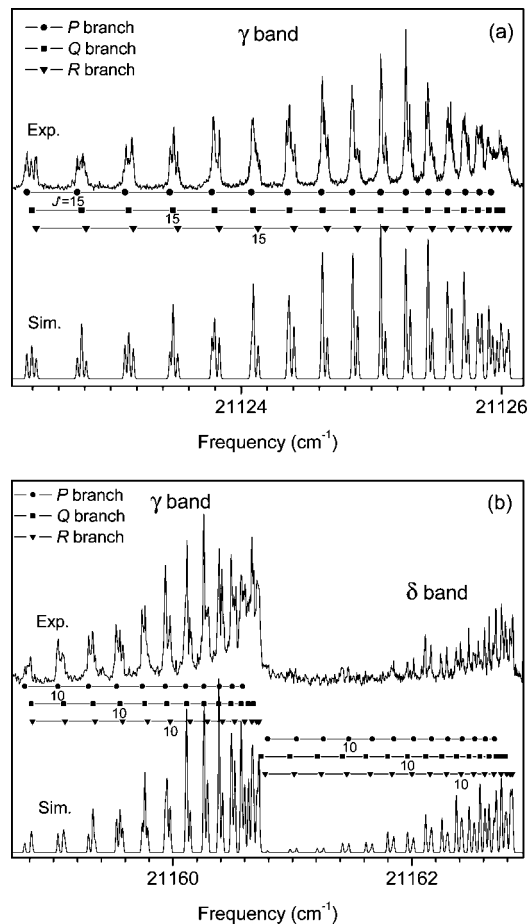 (a)
γ band
P branch
Q branch
R branch
Exp.
J'=15
15
15
Sim.
21124
21126
Frequency (cm⁻¹)
(b)
γ band
P branch
Q branch
R branch
δ band
Exp.
10
10
10
10
10
10
Sim.
21160
21162
Frequency (cm⁻¹)